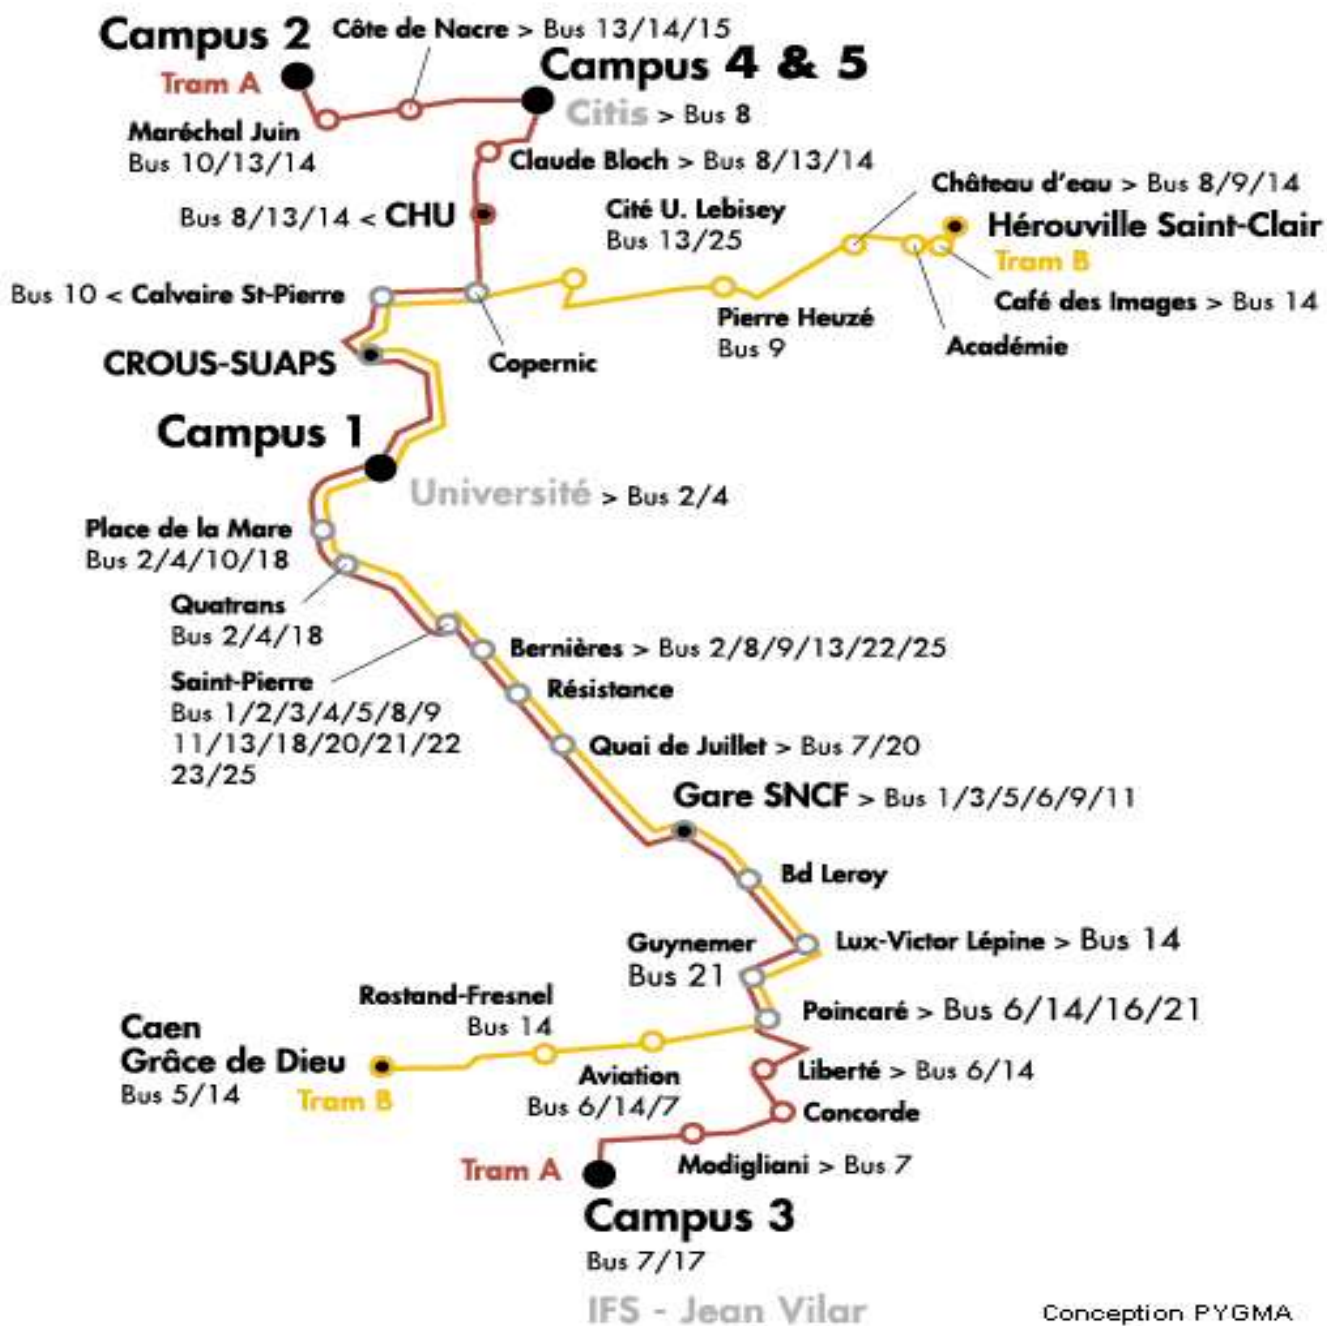 Campus 2
Côte de Nacre > Bus 13/14/15
Tram A
Campus 4 & 5
Citis > Bus 8
Maréchal Juin
Bus 10/13/14
Claude Bloch > Bus 8/13/14
Château d'eau > Bus 8/9/14
Bus 8/13/14 < CHU
Cité U. Lebisey
Bus 13/25
Hérouville Saint-Clair
Tram B
Bus 10 < Calvaire St-Pierre
Café des Images > Bus 14
Pierre Heuzé
Bus 9
Académie
CROUS-SUAPS
Copernic
Campus 1
Université > Bus 2/4
Place de la Mare
Bus 2/4/10/18
Quatrans
Bus 2/4/18
Bernières > Bus 2/8/9/13/22/25
Saint-Pierre
Bus 1/2/3/4/5/8/9
11/13/18/20/21/22
23/25
Résistance
Quai de Juillet > Bus 7/20
Gare SNCF > Bus 1/3/5/6/9/11
Bd Leroy
Guynemer
Bus 21
Lux-Victor Lépine > Bus 14
Rostand-Fresnel
Bus 14
Poincaré > Bus 6/14/16/21
Caen
Grâce de Dieu
Bus 5/14
Tram B
Aviation
Bus 6/14/7
Liberté > Bus 6/14
Concorde
Tram A
Modigliani > Bus 7
Campus 3
Bus 7/17
IFS - Jean Vilar
Conception PYGMA